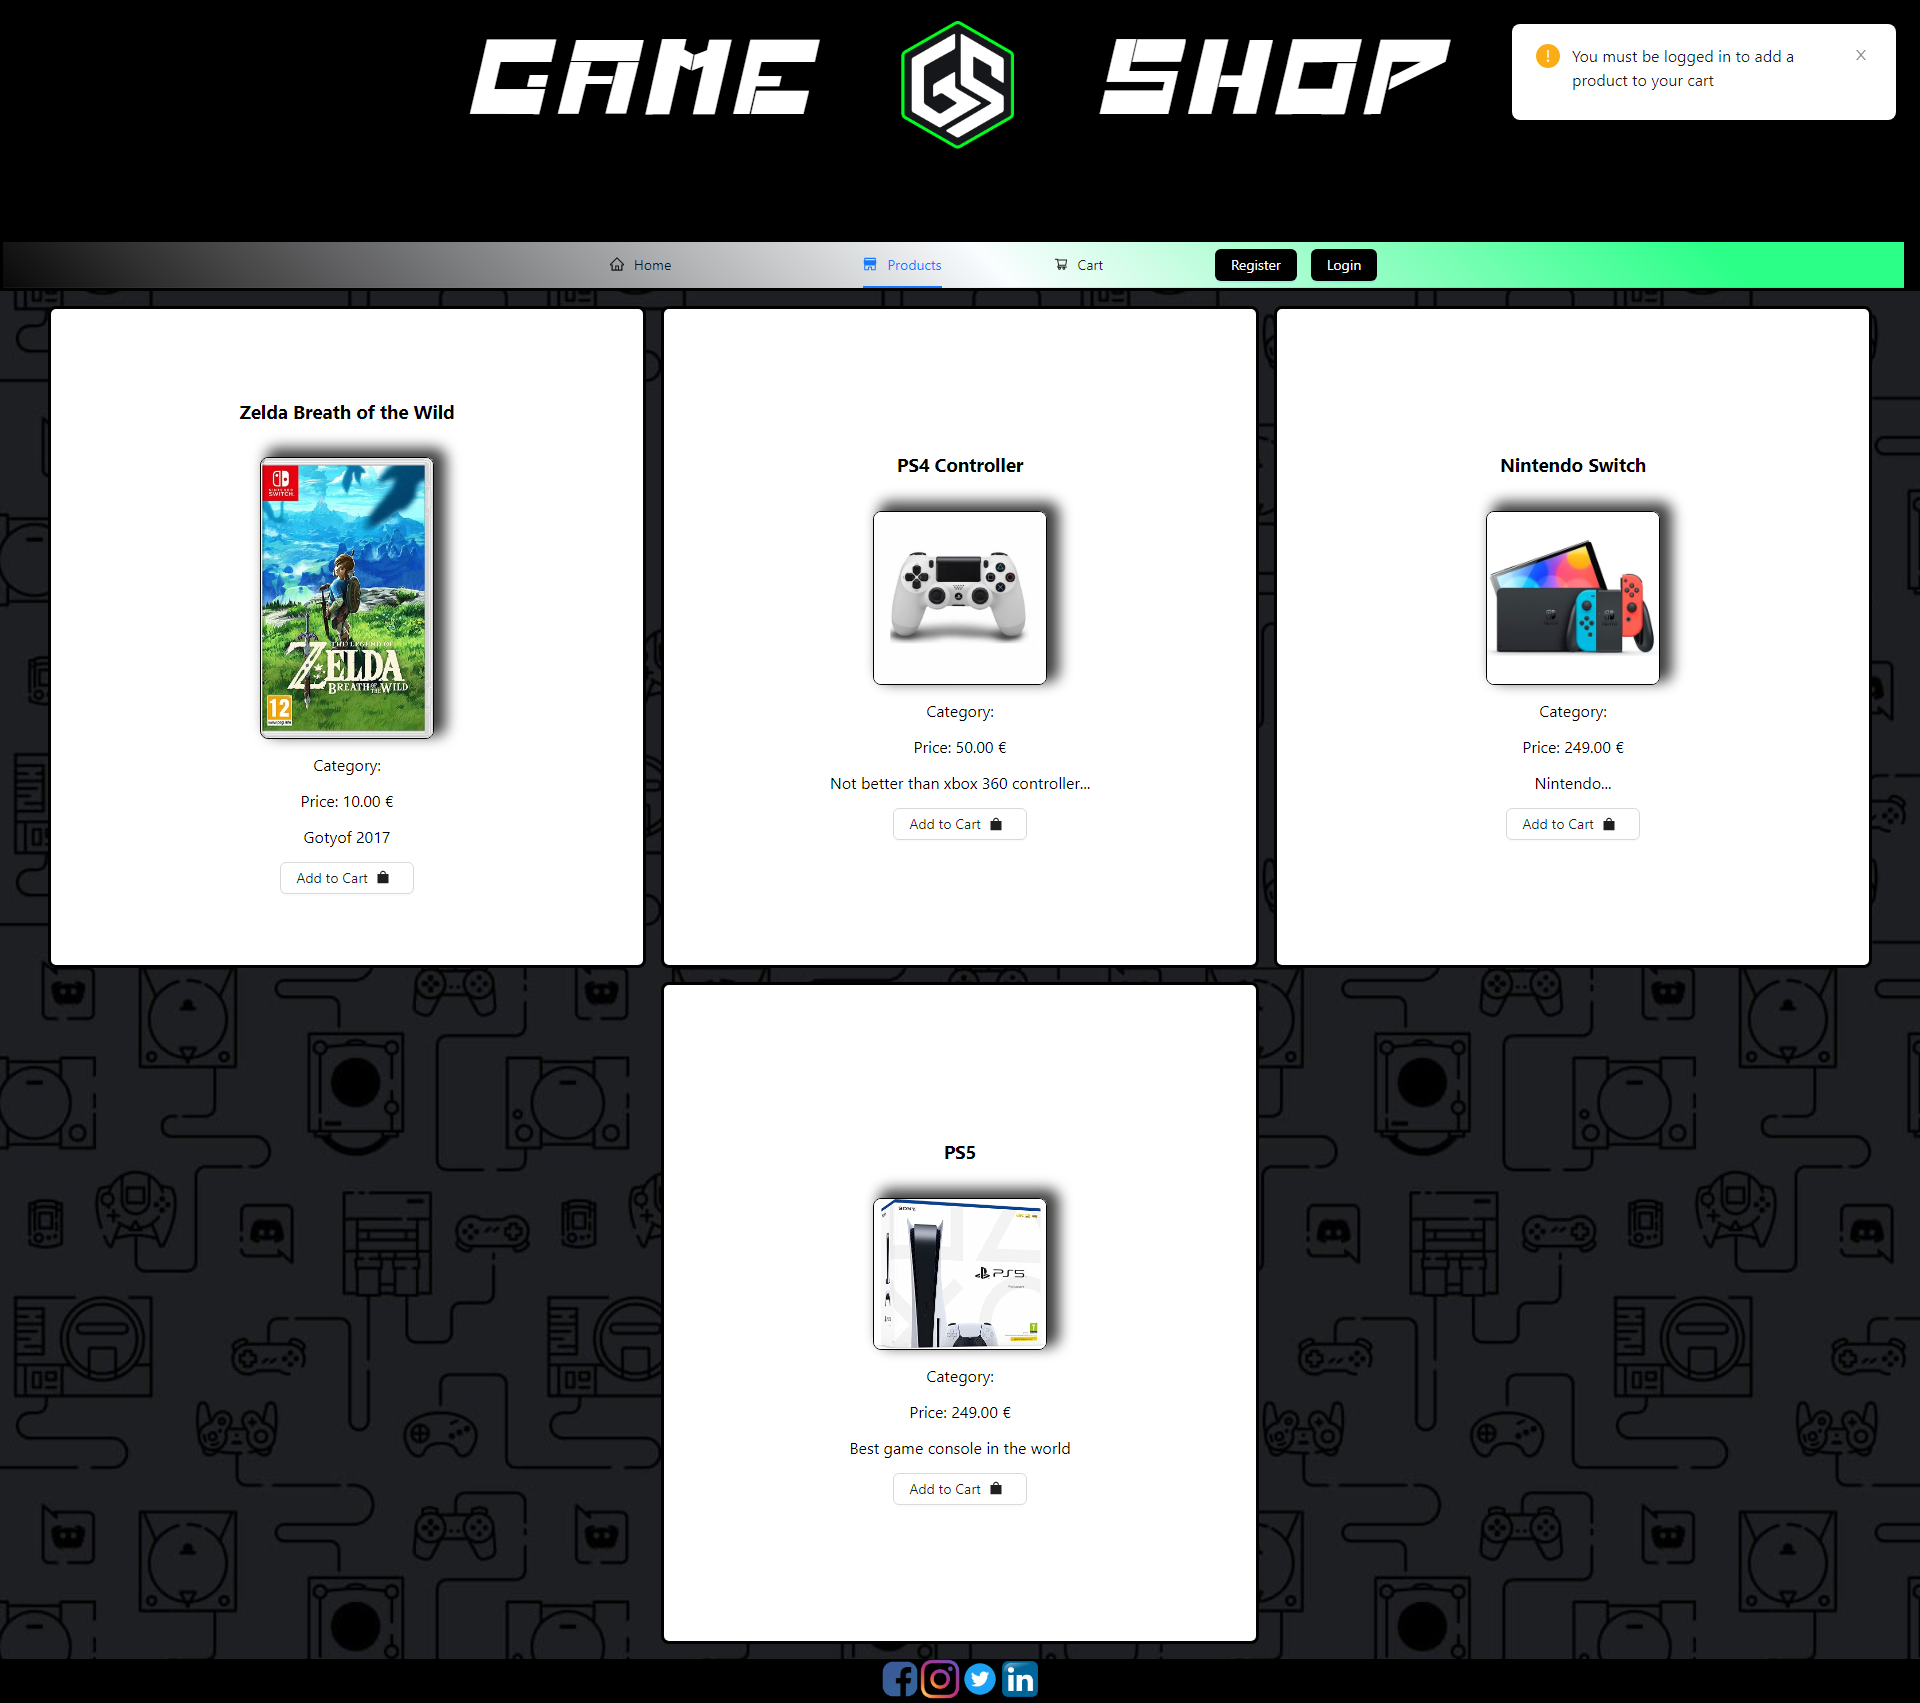 GAME
GS
SHOP
You must be logged in to add a
product to your cart
Home
Products
Cart
Register
Login
Zelda Breath of the Wild
NINTENDO
SWITCH
THE LEGEND OF
ZELDA
BREATH OF THE WILD
12
Category:
Price: 10.00 €
Gotyof 2017
Add to Cart
PS4 Controller
Category:
Price: 50.00 €
Not better than xbox 360 controller...
Add to Cart
Nintendo Switch
Category:
Price: 249.00 €
Nintendo...
Add to Cart
PS5
SONY
PS5
Category:
Price: 249.00 €
Best game console in the world
Add to Cart
f
in